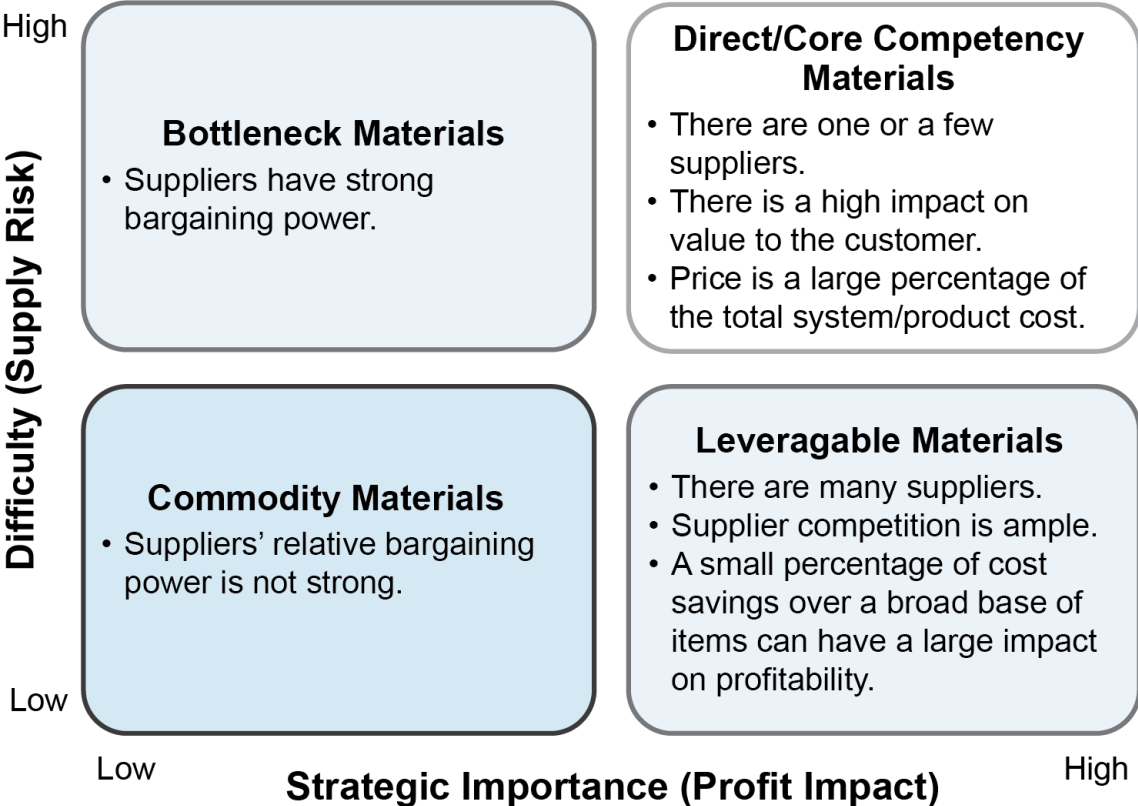 High
Difficulty (Supply Risk)
Low
Bottleneck Materials
• Suppliers have strong
bargaining power.
Direct/Core Competency
Materials
• There are one or a few
suppliers.
• There is a high impact on
value to the customer.
• Price is a large percentage of
the total system/product cost.
Commodity Materials
• Suppliers’ relative bargaining
power is not strong.
Leveragable Materials
• There are many suppliers.
• Supplier competition is ample.
• A small percentage of cost
savings over a broad base of
items can have a large impact
on profitability.
Low
Strategic Importance (Profit Impact)
High